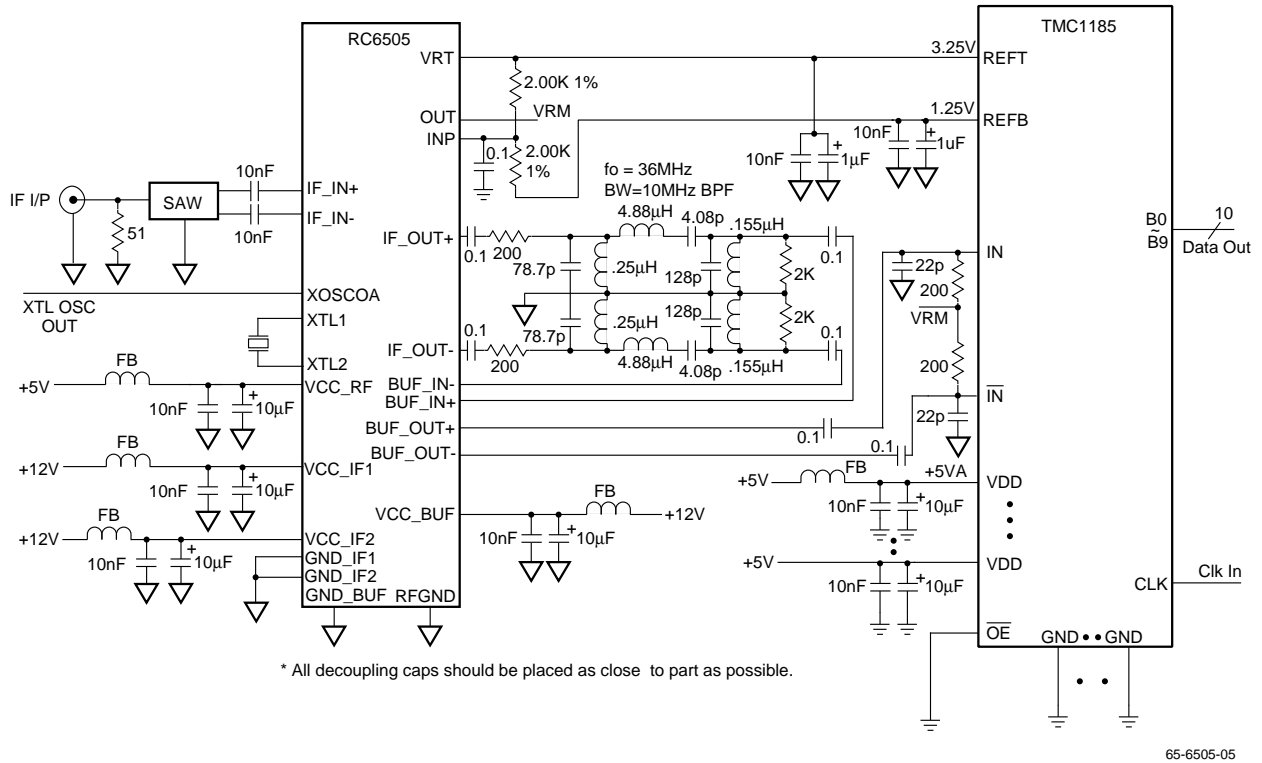 RC6505
TMC1185
VRT
3.25V
REFT
2.00K 1%
OUT
VRM
1.25V
REFB
INP
0.1
2.00K
1%
10nF
+
1µF
10nF
+
1uF
IF I/P
SAW
51
10nF
10nF
IF_IN+
IF_IN-
fo = 36MHz
BW=10MHz BPF
4.88µH
4.08p
.155µH
IF_OUT+
0.1
200
78.7p
.25µH
128p
2K
0.1
B0
~
B9
10
Data Out
IN
22p
200
VRM
200
IN
22p
XTL OSC
OUT
XOSCOA
XTL1
XTL2
78.7p
.25µH
128p
2K
0.1
0.1
IF_OUT-
200
4.88µH
4.08p
.155µH
BUF_IN-
BUF_IN+
BUF_OUT+
0.1
BUF_OUT-
0.1
FB
+5V
VCC_RF
10nF
+
10µF
FB
+12V
VCC_IF1
10nF
+
10µF
FB
+12V
VCC_IF2
10nF
+
10µF
GND_IF1
GND_IF2
GND_BUF
RFGND
VCC_BUF
FB
+12V
10nF
+
10µF
+5V
FB
+5VA
VDD
10nF
+
10µF
+5V
VDD
10nF
+
10µF
CLK
Clk In
OE
GND
GND
* All decoupling caps should be placed as close to part as possible.
65-6505-05